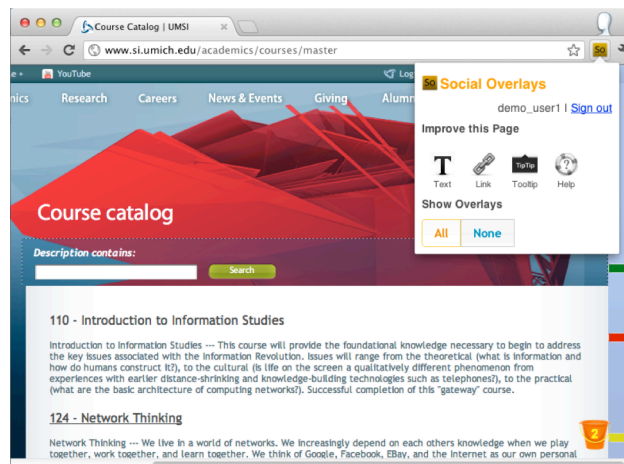 Course Catalog | UMSI
www.si.umich.edu/academics/courses/master
So
YouTube
Log
Research Careers News & Events Giving Alumn
So Social Overlays
demo_user1 | Sign out
Improve this Page
T
TipTip
?
Text Link Tooltip Help
Show Overlays
All None
Course catalog
Description contains:
Search
110 - Introduction to Information Studies
Introduction to Information Studies --- This course will provide the foundational knowledge necessary to begin to address
the key issues associated with the Information Revolution. Issues will range from the theoretical (what is information and
how do humans construct it?), to the cultural (is life on the screen a qualitatively different phenomenon from
experiences with earlier distance-shrinking and knowledge-building technologies such as telephones?), to the practical
(what are the basic architecture of computing networks?). Successful completion of this "gateway" course.
124 - Network Thinking
2
Network Thinking --- We live in a world of networks. We increasingly depend on each others knowledge when we play
together, work together, and learn together. We think of Google, Facebook, EBay, and the Internet as our own personal